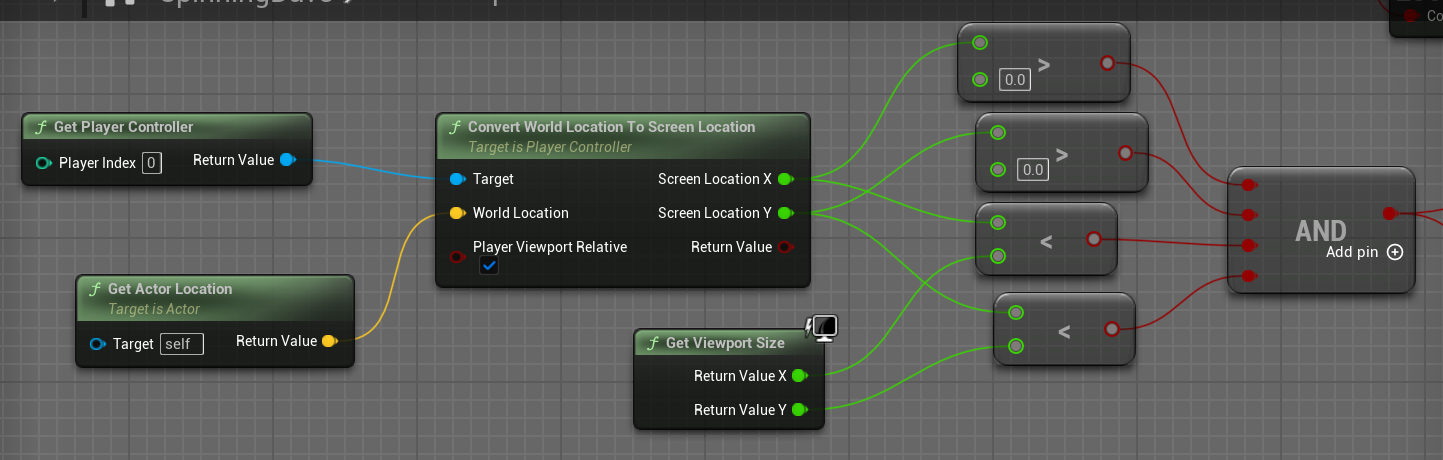 Co
>
0.0
>
0.0
f Get Player Controller
Player Index 0 Return Value
f Convert World Location To Screen Location
Target is Player Controller
Target Screen Location X
World Location Screen Location Y
Player Viewport Relative Return Value
<
AND
Add pin
f Get Actor Location
Target is Actor
Target self Return Value
f Get Viewport Size
Return Value X
Return Value Y
<